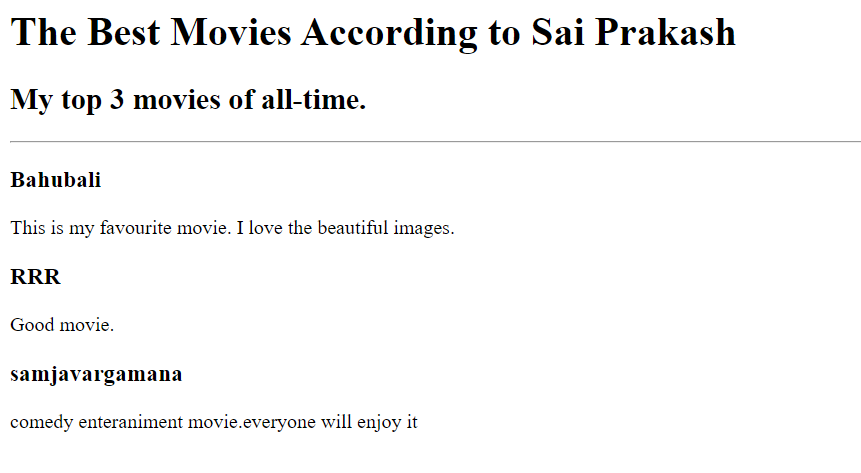 The Best Movies According to Sai Prakash
My top 3 movies of all-time.
Bahubali
This is my favourite movie. I love the beautiful images.
RRR
Good movie.
samjavargamana
comedy enteraniment movie.everyone will enjoy it